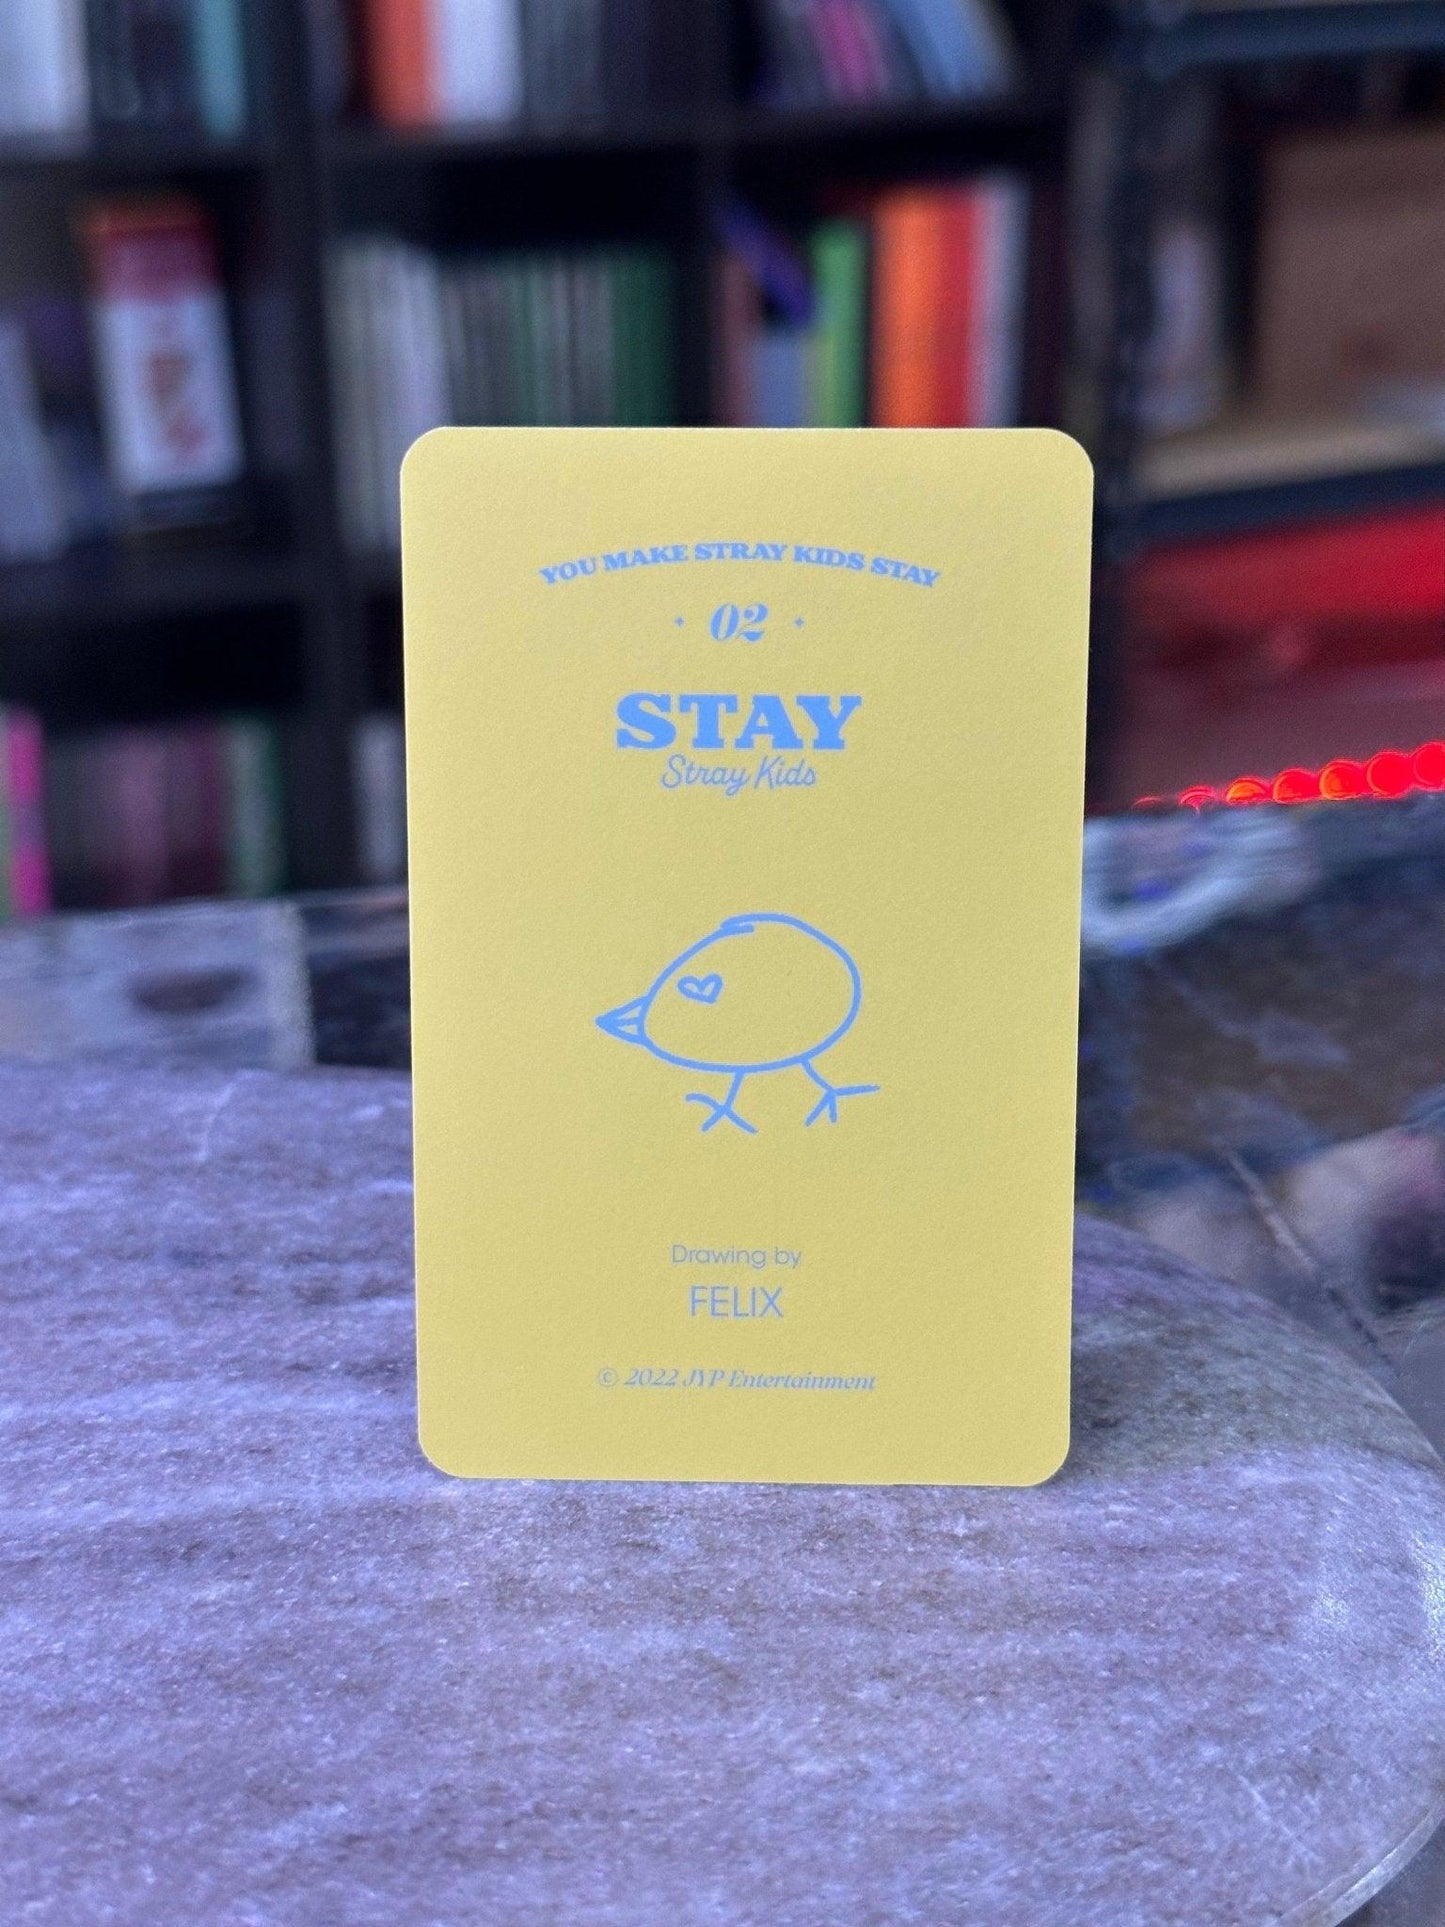 YOU MAKE STRAY KIDS STAY
02
STAY
Stray Kids
Drawing by
FELIX
© 2022 JYP Entertainment